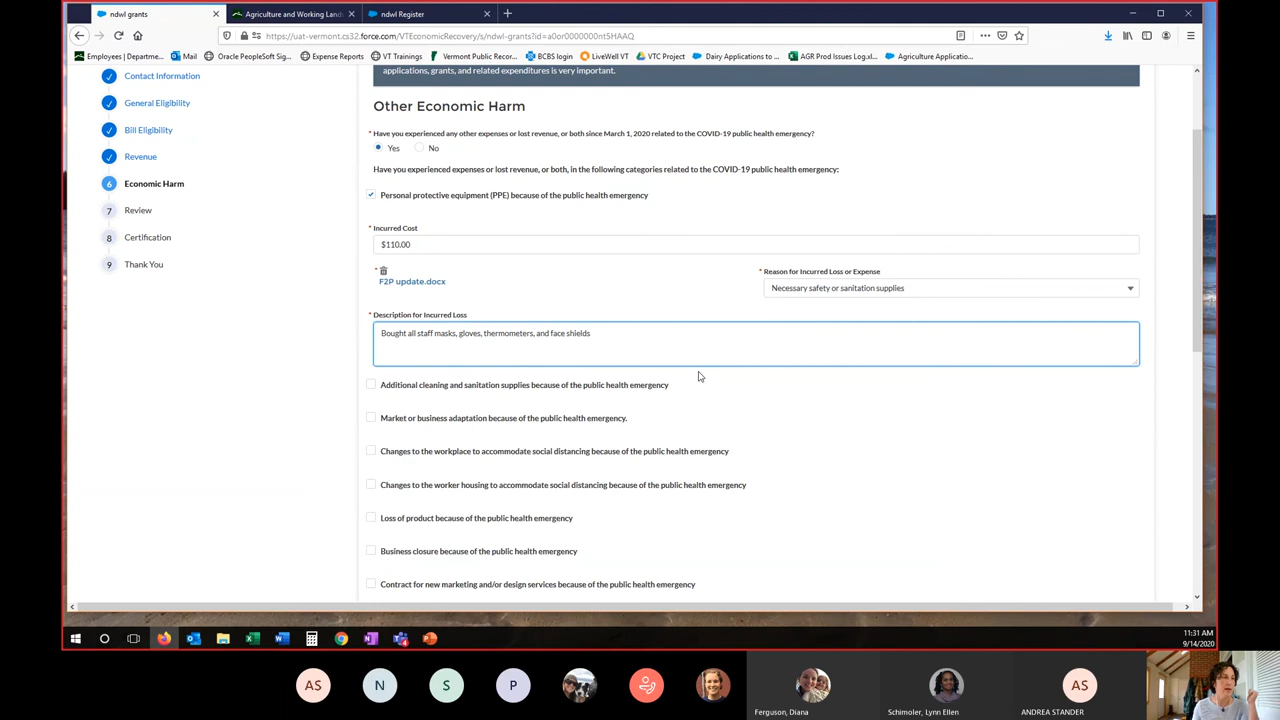 ndwl grants
Agriculture and Working Land
ndwl Register
https://uat-vermont.cs32.force.com/VTEconomicRecovery/s/ndwl-grants?id=a0or0000000nt5HAAQ
Employees | Departme...
Mail
Oracle PeopleSoft Sig...
Expense Reports
VT Trainings
Vermont Public Recor...
BCBS login
LiveWell VT
VTC Project
Dairy Applications to ...
AGR Prod Issues Log.xl...
Agriculture Applicatio...
applications, grants, and related expenditures is very important.
Contact Information
General Eligibility
Bill Eligibility
Revenue
6 Economic Harm
7 Review
8 Certification
9 Thank You
Other Economic Harm
* Have you experienced any other expenses or lost revenue, or both since March 1, 2020 related to the COVID-19 public health emergency?
Yes No
Have you experienced expenses or lost revenue, or both, in the following categories related to the COVID-19 public health emergency:
Personal protective equipment (PPE) because of the public health emergency
* Incurred Cost
$110.00
*
F2P update.docx
* Reason for Incurred Loss or Expense
Necessary safety or sanitation supplies
* Description for Incurred Loss
Bought all staff masks, gloves, thermometers, and face shields
Additional cleaning and sanitation supplies because of the public health emergency
Market or business adaptation because of the public health emergency.
Changes to the workplace to accommodate social distancing because of the public health emergency
Changes to the worker housing to accommodate social distancing because of the public health emergency
Loss of product because of the public health emergency
Business closure because of the public health emergency
Contract for new marketing and/or design services because of the public health emergency
11:31 AM
9/14/2020
AS
N
S
P
AS
Ferguson, Diana
Schimoler, Lynn Ellen
ANDREA STANDER